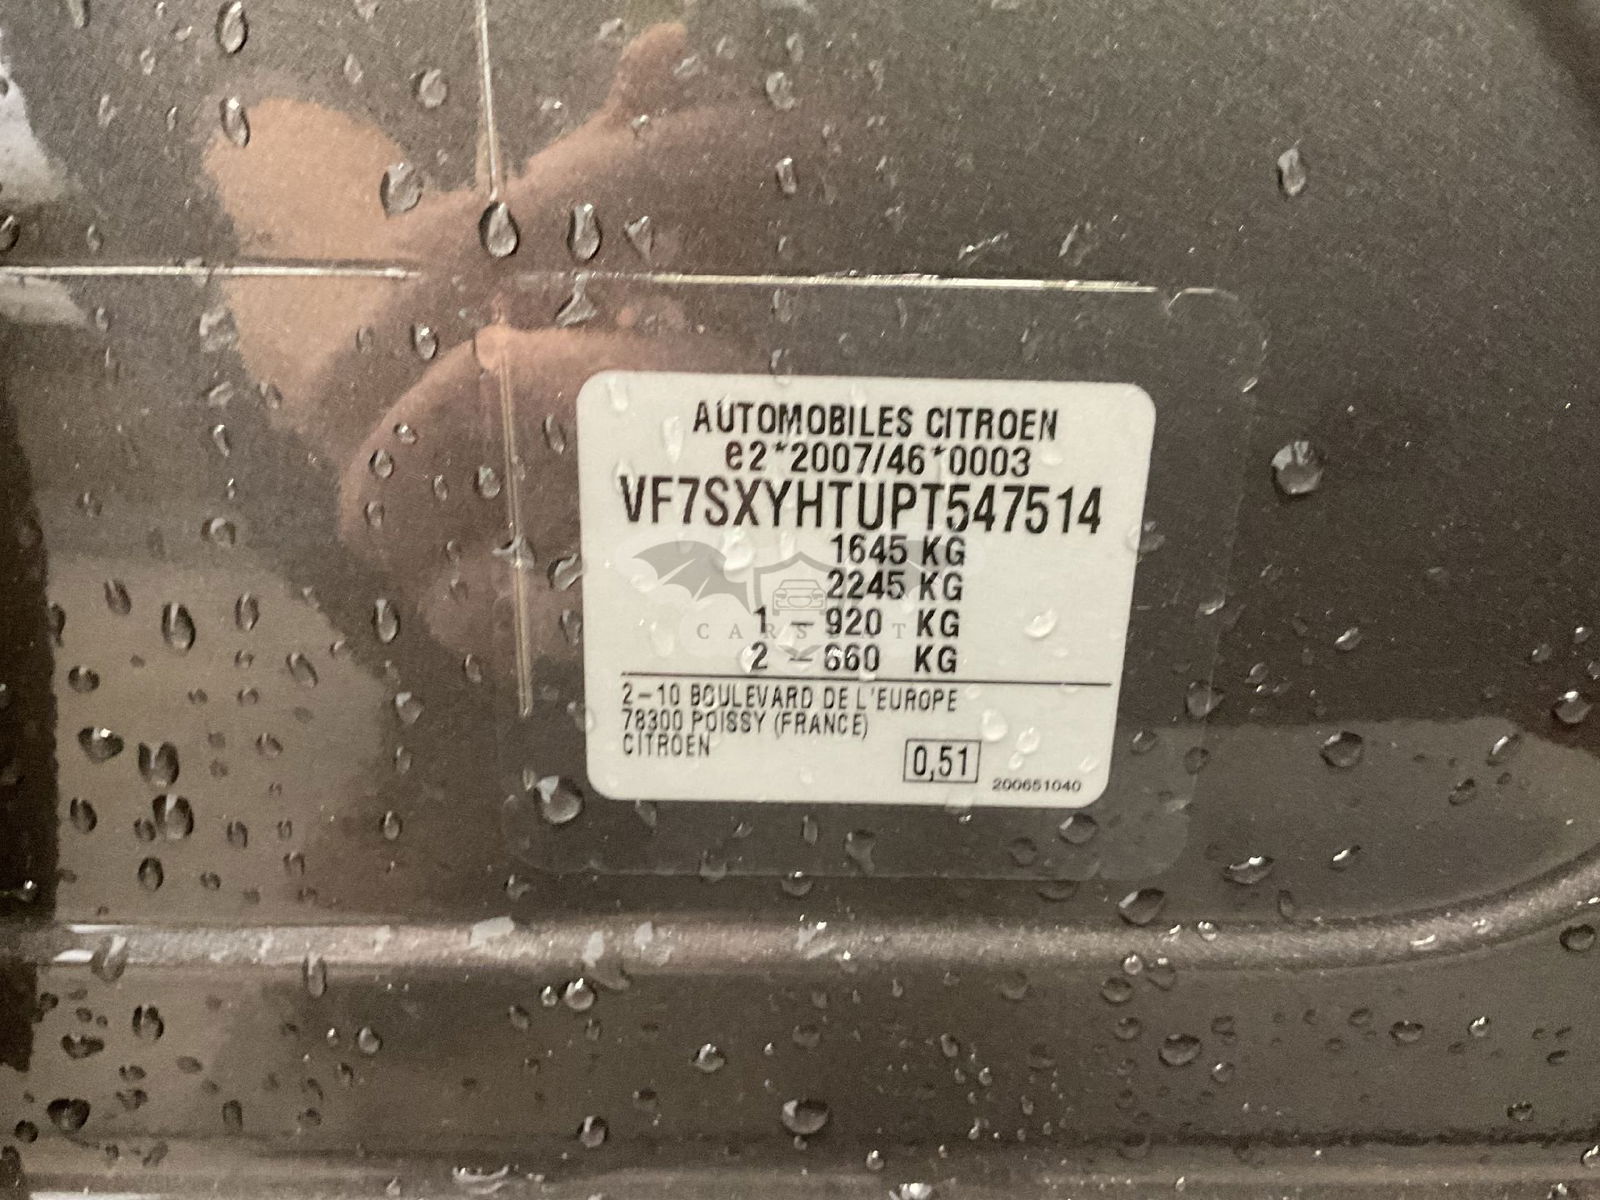 AUTOMOBILES CITROEN
e2*2007/46*0003
VF7SXYHTUPT547514
1645 KG
2245 KG
1 – 920 KG
2 – 660 KG
2–10 BOULEVARD DE L'EUROPE
78300 POISSY (FRANCE)
CITROEN
0,51
200651040